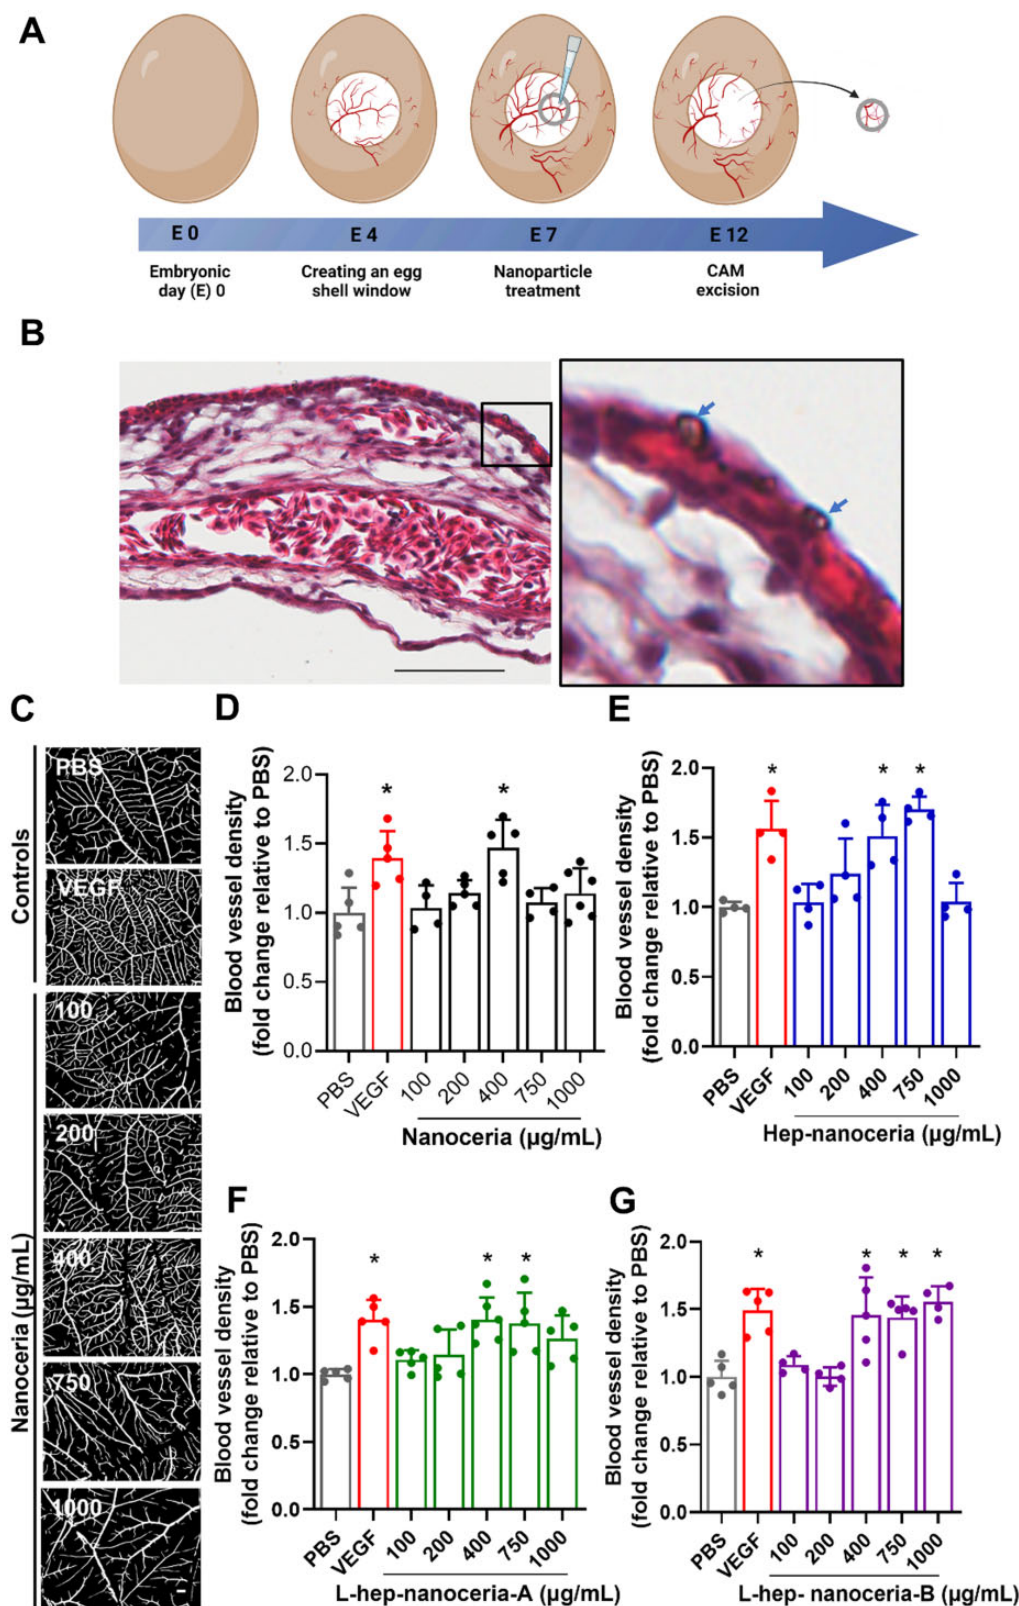 A
E 0
E 4
E 7
E 12
Embryonic
day (E) 0
Creating an egg
shell window
Nanoparticle
treatment
CAM
excision
B
C
Controls
PBS
VEGF
Nanoceria (µg/mL)
100
200
400
750
1000
D
Blood vessel density
(fold change relative to PBS)
2.0
1.5
1.0
0.5
0.0
*
*
PBS
VEGF
100
200
400
750
1000
Nanoceria (µg/mL)
E
Blood vessel density
(fold change relative to PBS)
2.0
1.5
1.0
0.5
0.0
*
*
*
PBS
VEGF
100
200
400
750
1000
Hep-nanoceria (µg/mL)
F
Blood vessel density
(fold change relative to PBS)
2.0
1.5
1.0
0.5
0.0
*
*
*
PBS
VEGF
100
200
400
750
1000
L-hep-nanoceria-A (µg/mL)
G
Blood vessel density
(fold change relative to PBS)
2.0
1.5
1.0
0.5
0.0
*
*
*
*
PBS
VEGF
100
200
400
750
1000
L-hep- nanoceria-B (µg/mL)